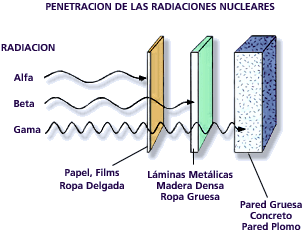 PENETRACION DE LAS RADIACIONES NUCLEARES
RADIACION
Alfa
Beta
Gama
Papel, Films
Ropa Delgada
Láminas Metálicas
Madera Densa
Ropa Gruesa
Pared Gruesa
Concreto
Pared Plomo